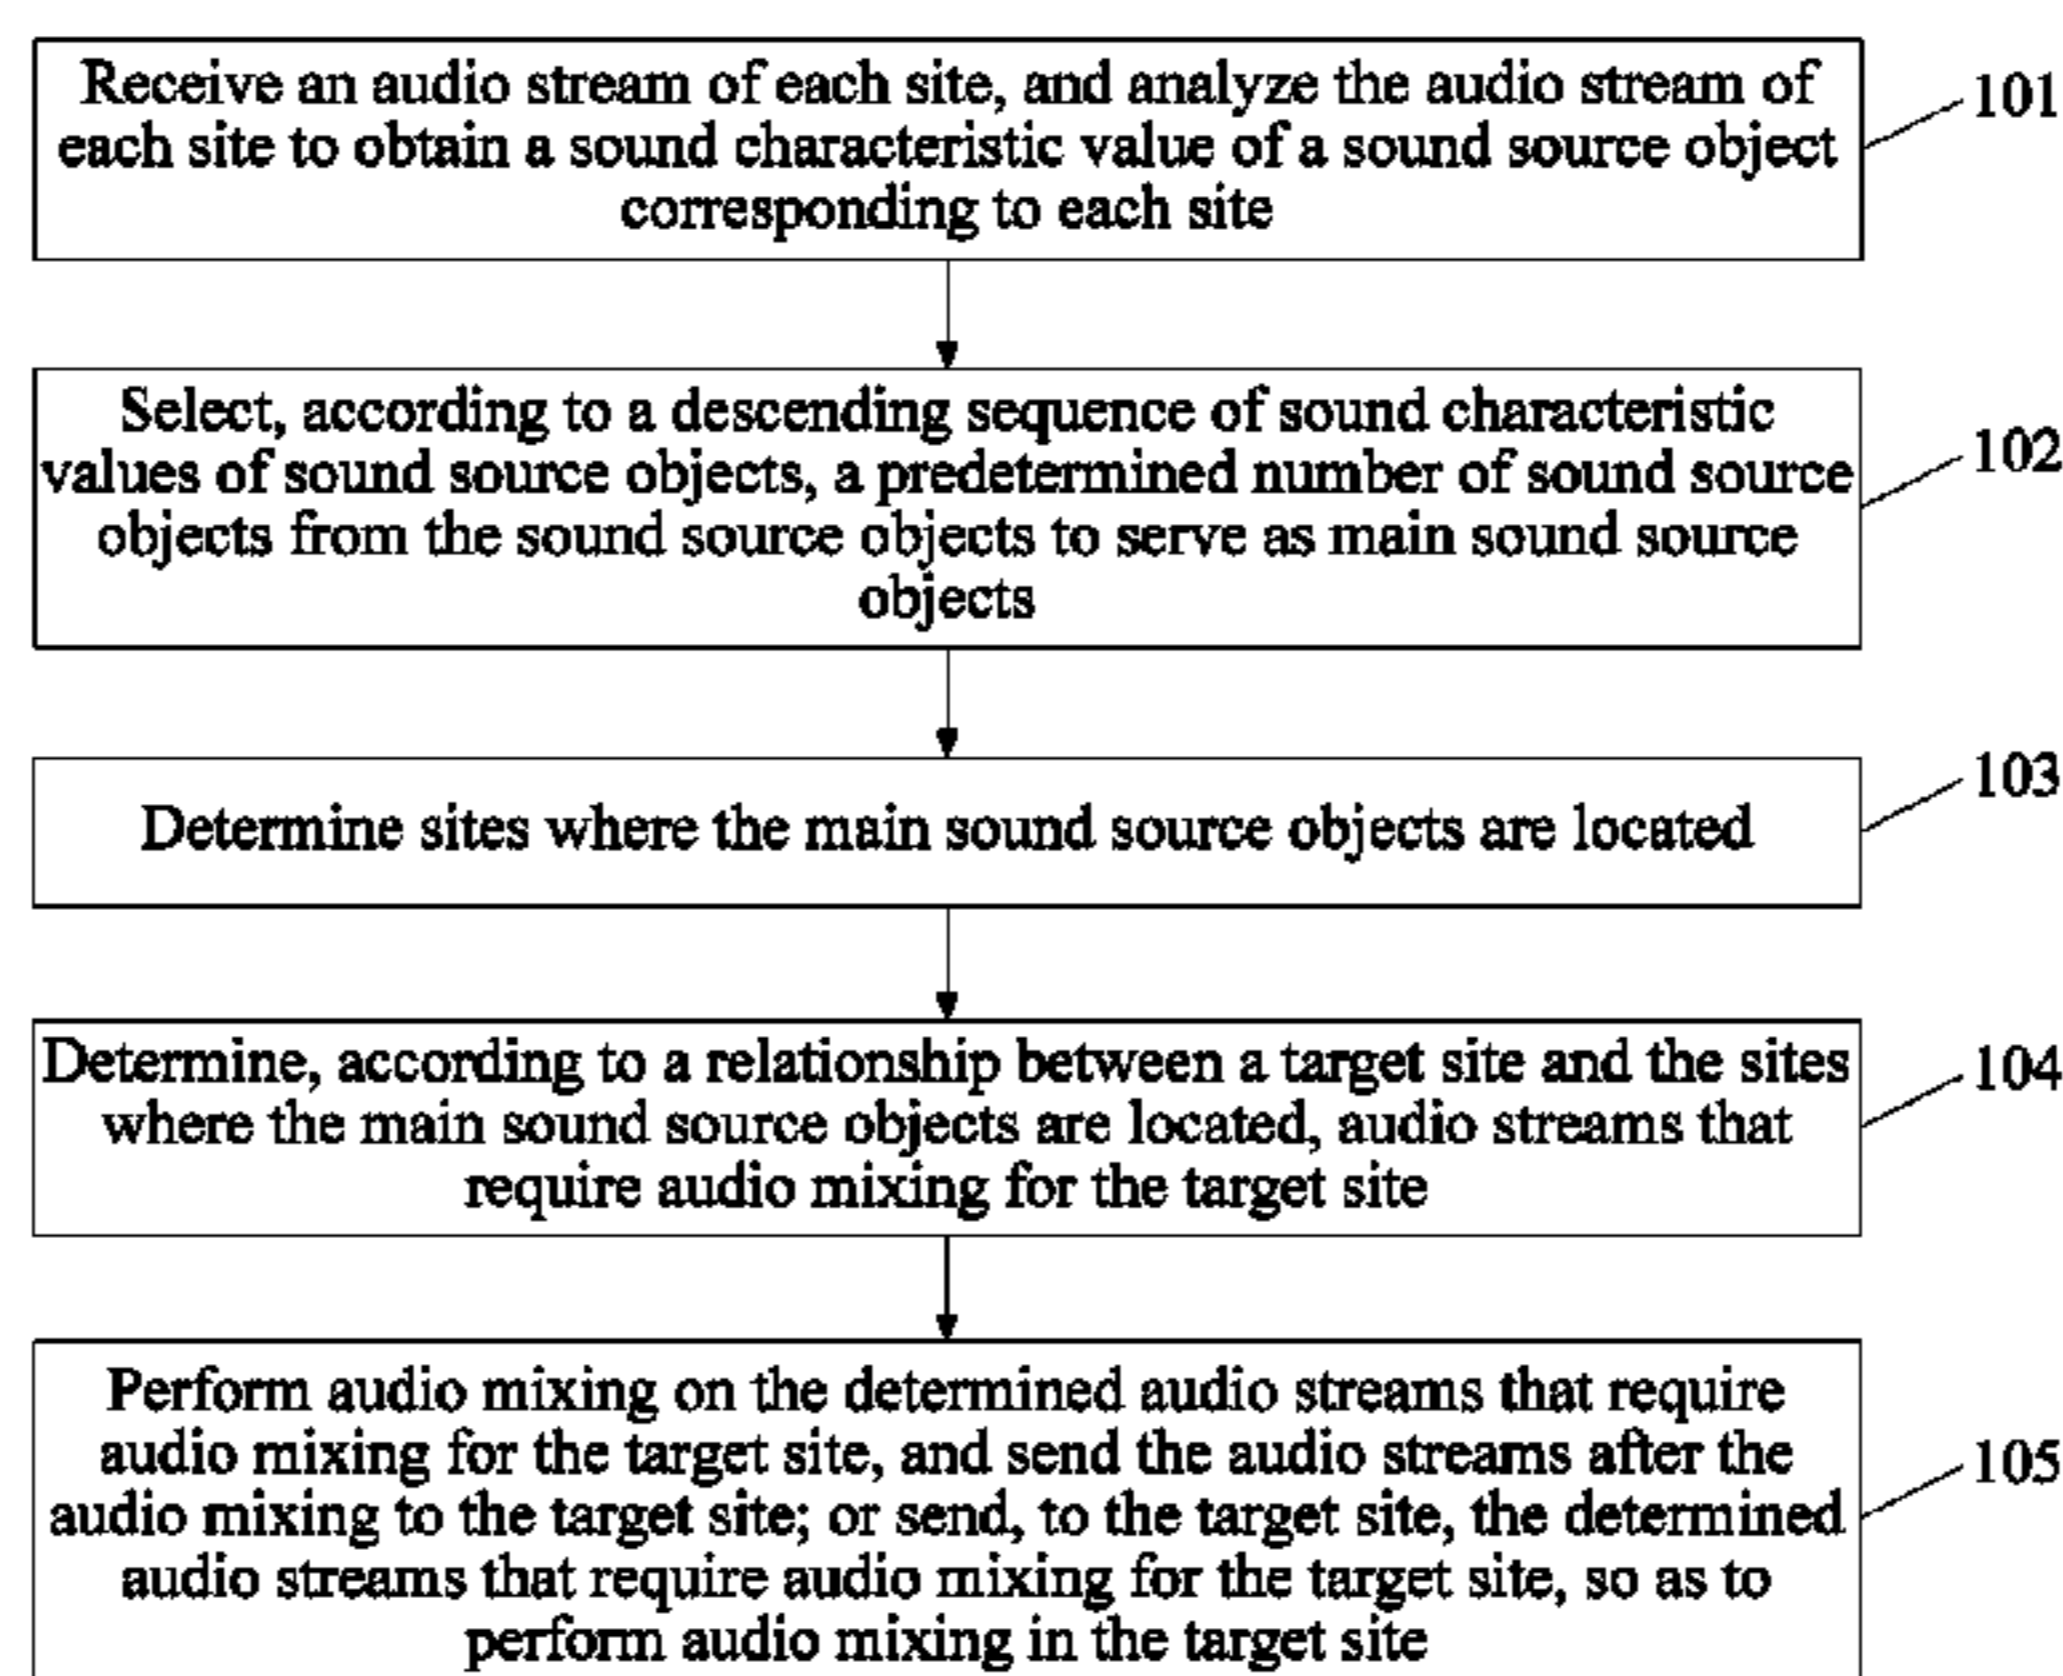 Receive an audio stream of each site, and analyze the audio stream of
each site to obtain a sound characteristic value of a sound source object
corresponding to each site
101
Select, according to a descending sequence of sound characteristic
values of sound source objects, a predetermined number of sound source
objects from the sound source objects to serve as main sound source
objects
102
Determine sites where the main sound source objects are located
103
Determine, according to a relationship between a target site and the sites
where the main sound source objects are located, audio streams that
require audio mixing for the target site
104
Perform audio mixing on the determined audio streams that require
audio mixing for the target site, and send the audio streams after the
audio mixing to the target site; or send, to the target site, the determined
audio streams that require audio mixing for the target site, so as to
perform audio mixing in the target site
105